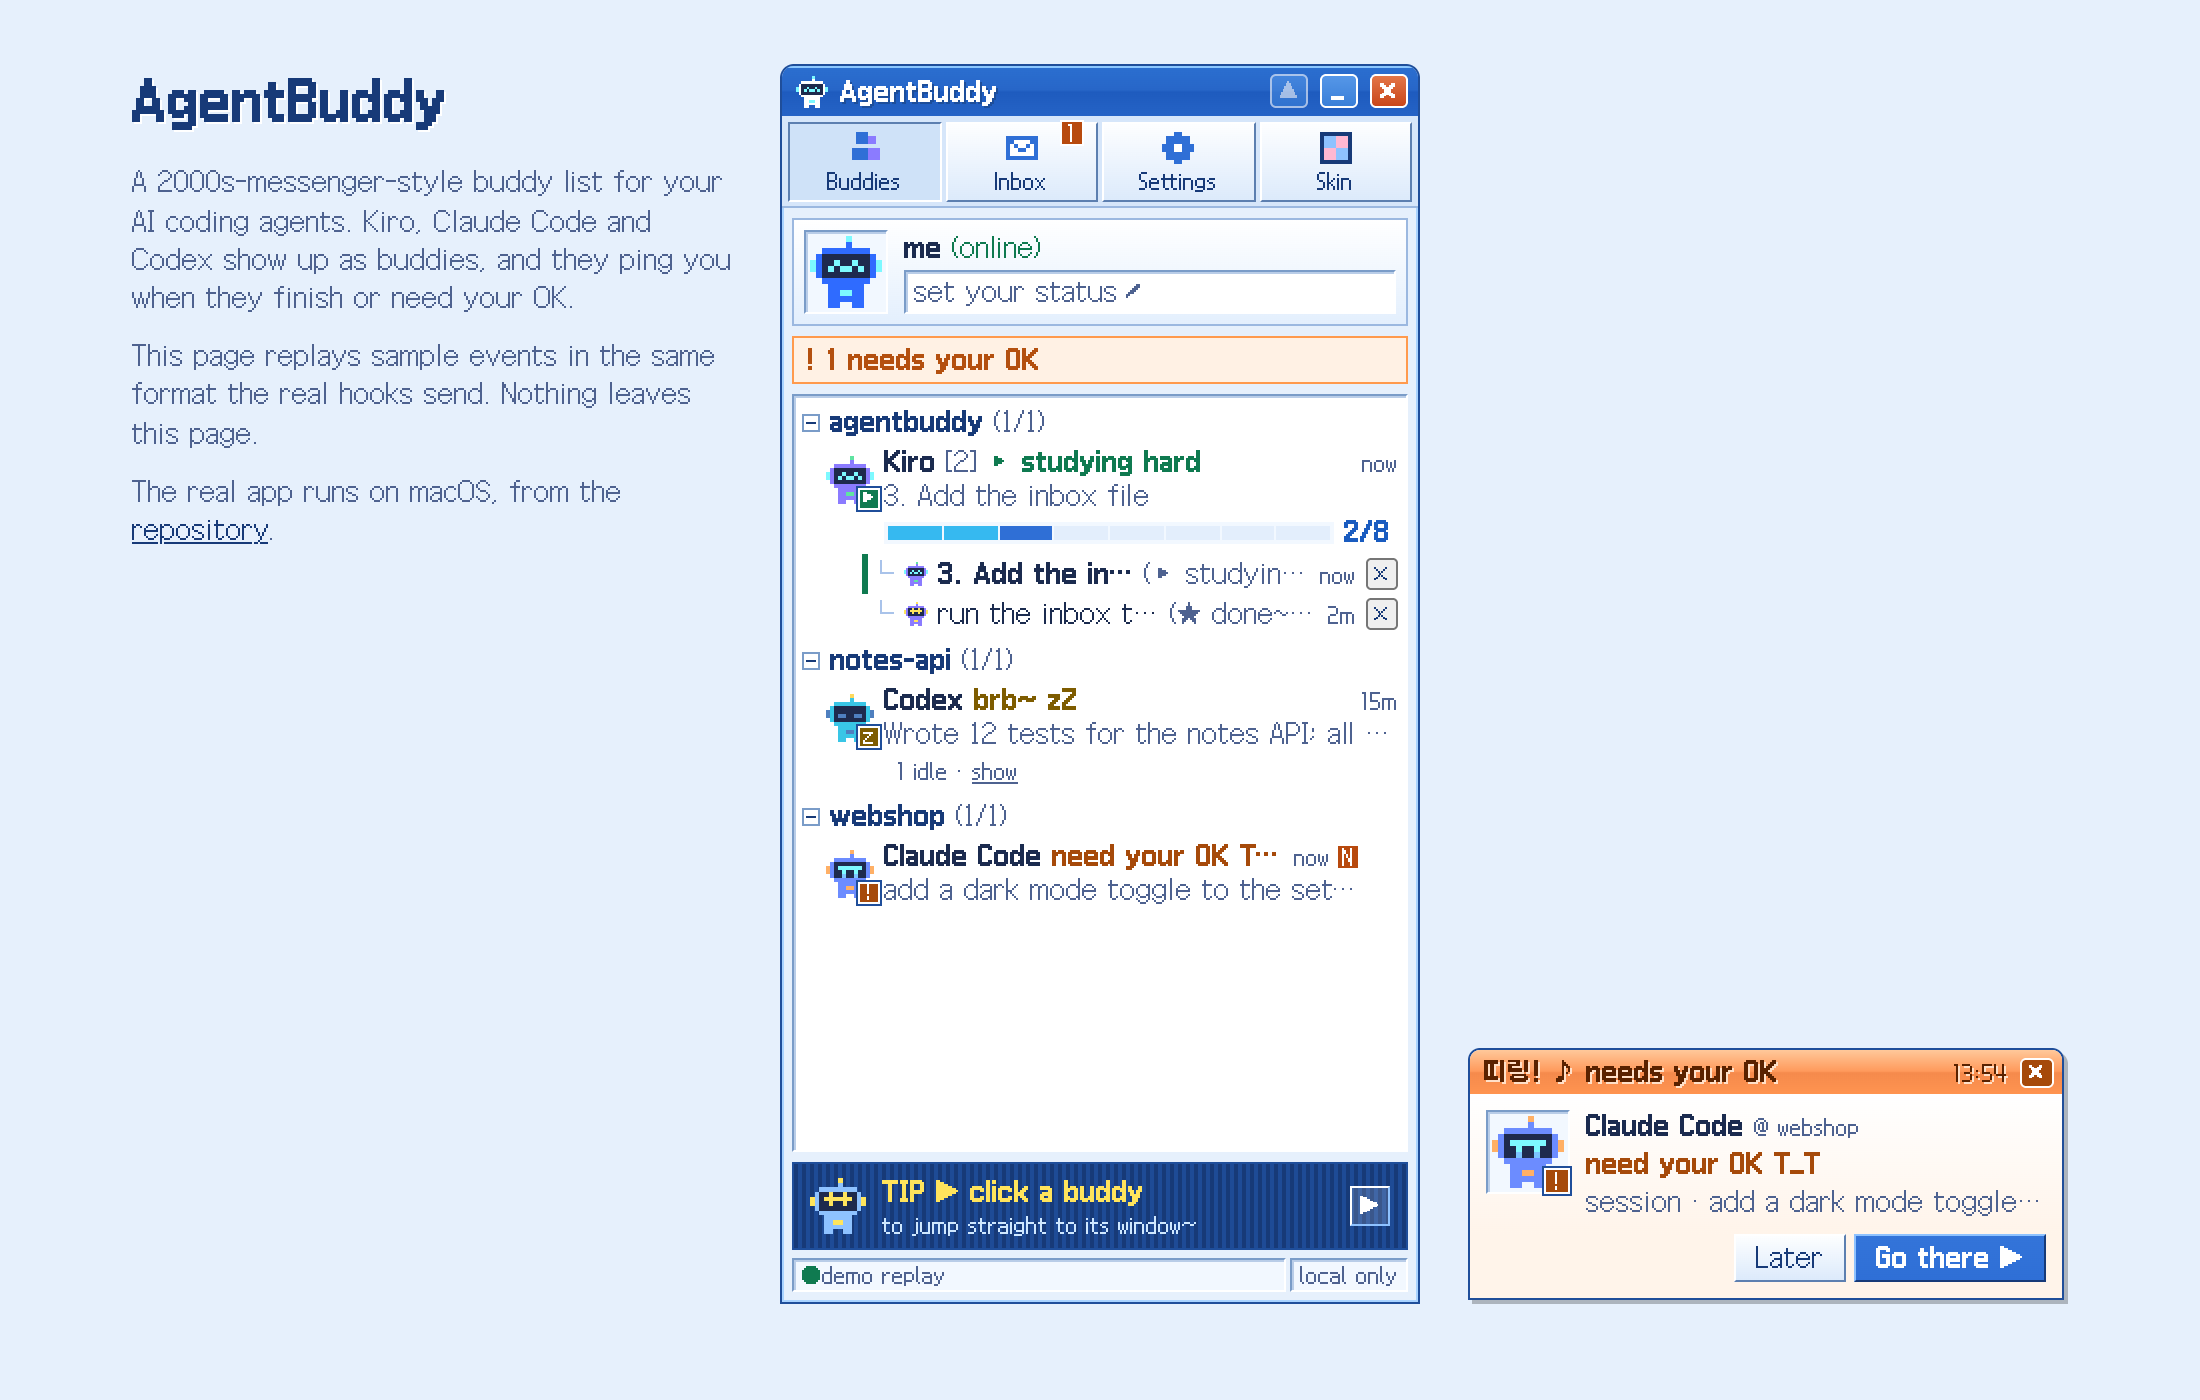 AgentBuddy
A 2000s-messenger-style buddy list for your
AI coding agents. Kiro, Claude Code and
Codex show up as buddies, and they ping you
when they finish or need your OK.
This page replays sample events in the same
format the real hooks send. Nothing leaves
this page.
The real app runs on macOS, from the
repository.
AgentBuddy
Buddies
Inbox
1
Settings
Skin
me (online)
set your status
! 1 needs your OK
agentbuddy (1/1)
Kiro [2] ▸ studying hard now
3. Add the inbox file
2/8
3. Add the in… (▸ studyin… now
run the inbox t… (★ done~… 2m
notes-api (1/1)
Codex brb~ zZ 15m
Z
Wrote 12 tests for the notes API; all …
1 idle · show
webshop (1/1)
Claude Code need your OK T… now N
!
add a dark mode toggle to the set…
TIP ▶ click a buddy
to jump straight to its window~
demo replay
local only
띠링! ♪ needs your OK 13:54
Claude Code @ webshop
need your OK T_T
!
session · add a dark mode toggle…
Later
Go there ▶